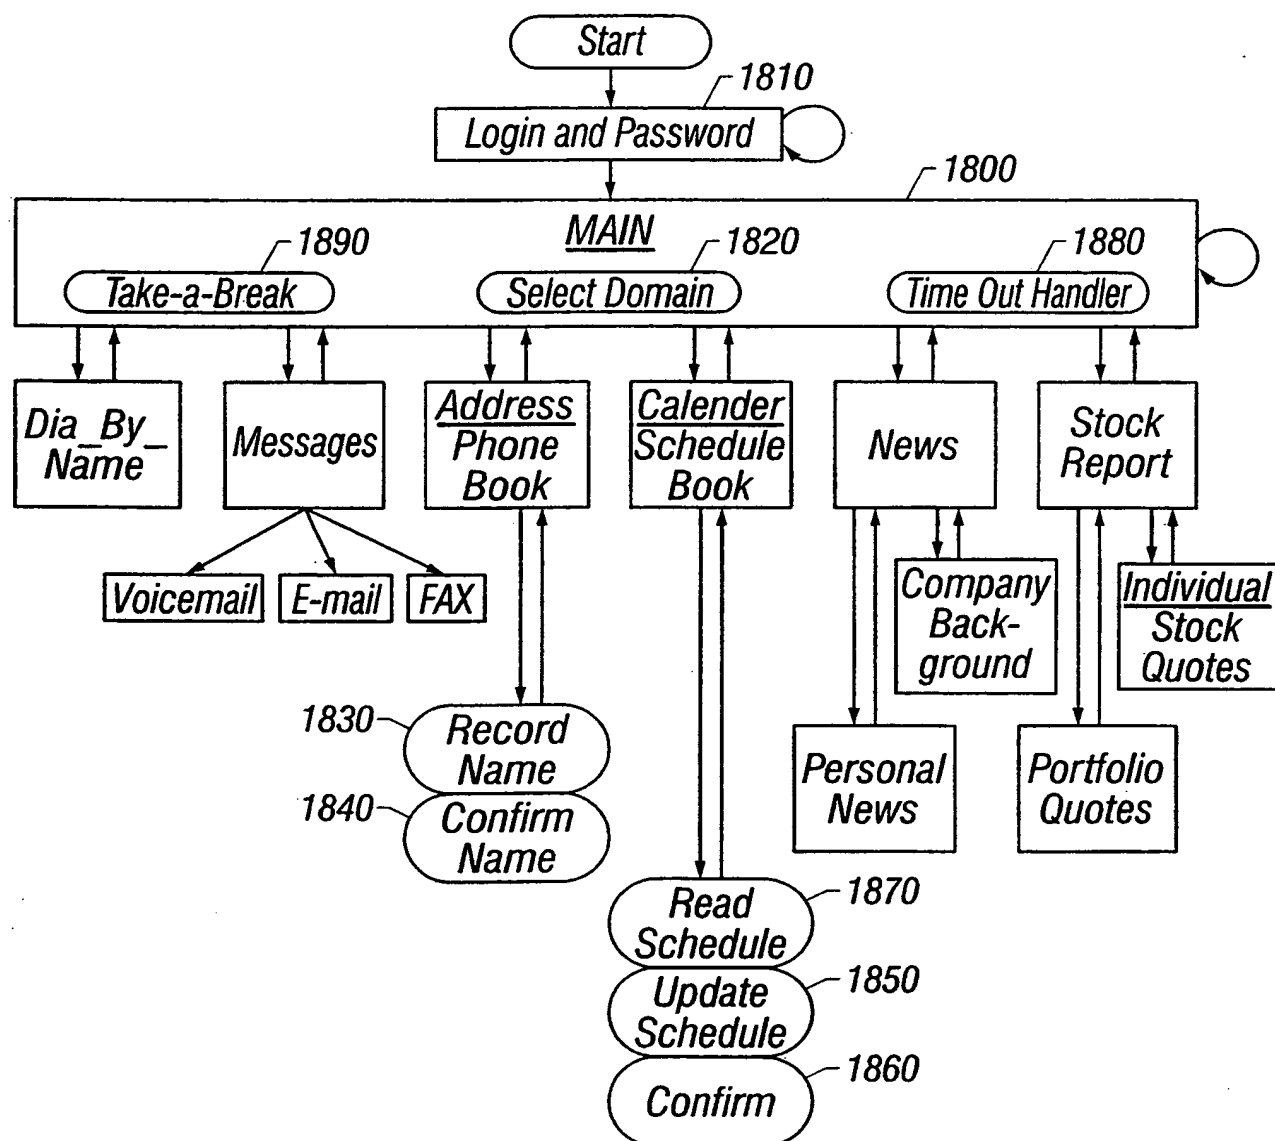 Start
1810
Login and Password
1800
MAIN
1890
1820
1880
Take-a-Break
Select Domain
Time Out Handler
Dia_By_
Name
Messages
Address
Phone
Book
Calender
Schedule
Book
News
Stock
Report
Voicemail
E-mail
FAX
Company
Back-
ground
Individual
Stock
Quotes
1830
Record
Name
1840
Confirm
Name
Personal
News
Portfolio
Quotes
1870
Read
Schedule
1850
Update
Schedule
1860
Confirm